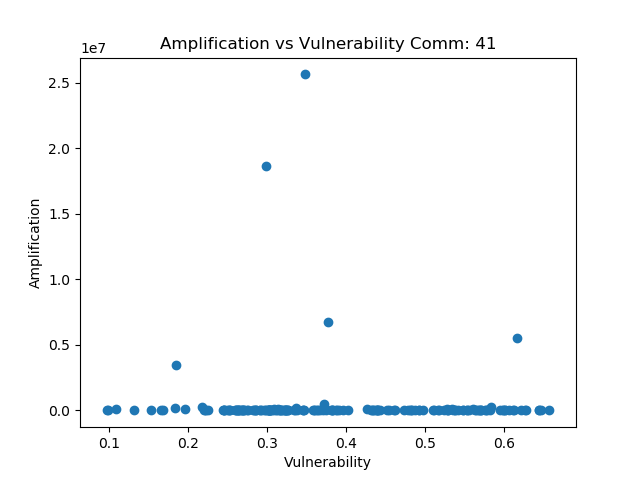 Amplification vs Vulnerability Comm: 41
1e7
2.5
2.0
1.5
1.0
0.5
0.0
Amplification
0.1 0.2 0.3 0.4 0.5 0.6
Vulnerability